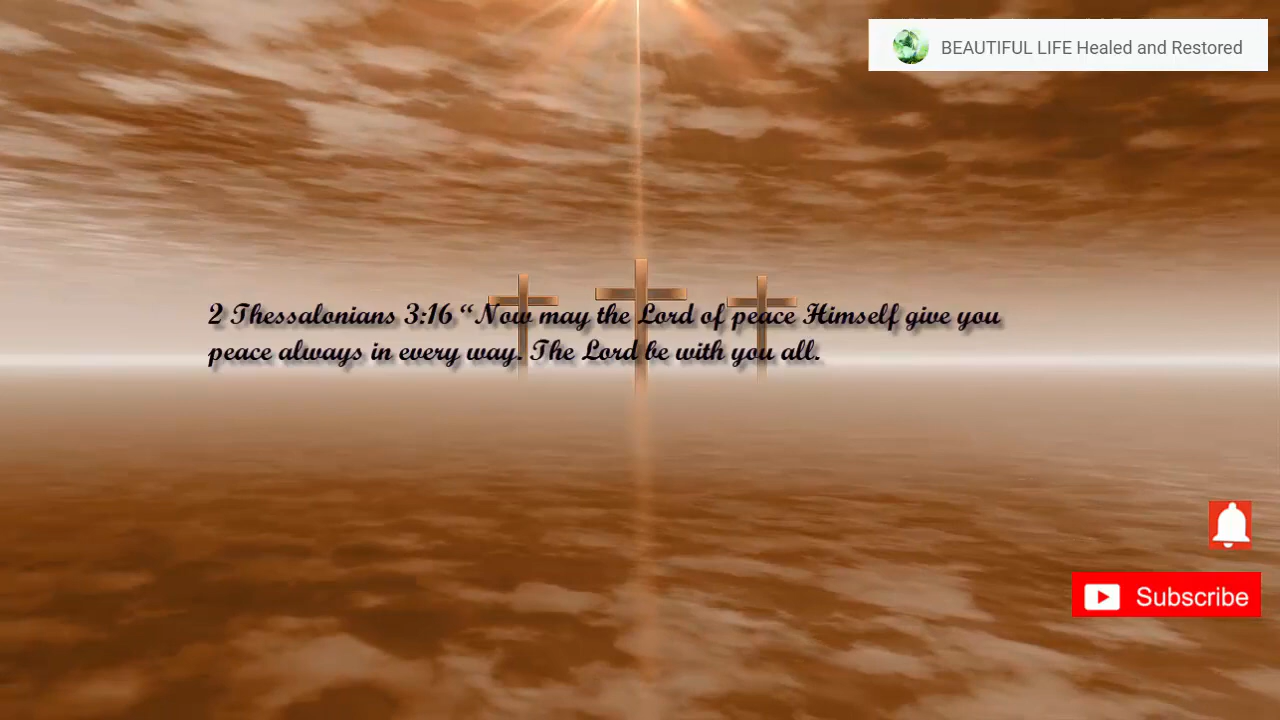 BEAUTIFUL LIFE Healed and Restored
2 Thessalonians 3:16 “Now may the Lord of peace Himself give you
peace always in every way. The Lord be with you all.
Subscribe